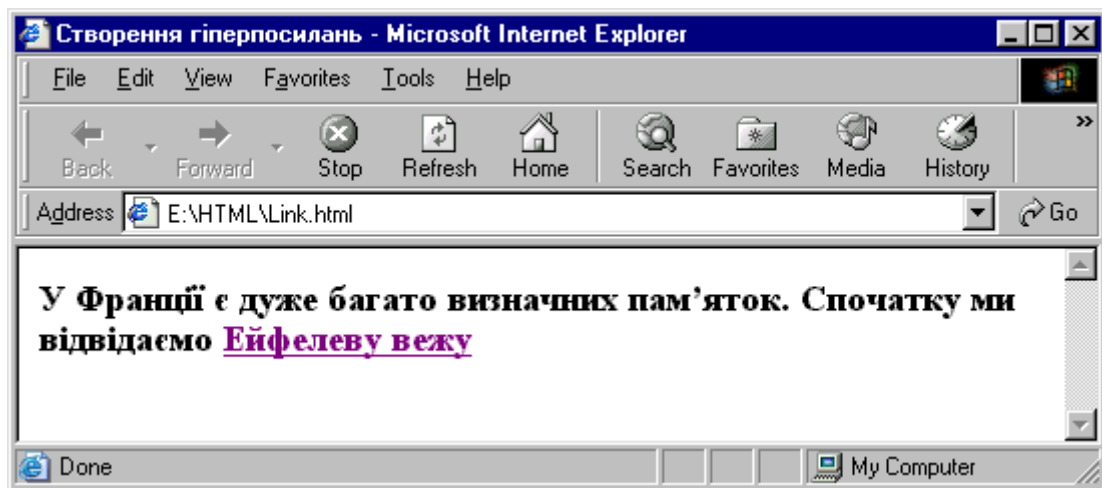 Створення гіперпосилань - Microsoft Internet Explorer
File Edit View Favorites Tools Help
Back Forward Stop Refresh Home Search Favorites Media History »
Address E:\HTML\Link.html Go
У Франції є дуже багато визначних пам’яток. Спочатку ми
відвідаємо Ейфелеву вежу
Done My Computer